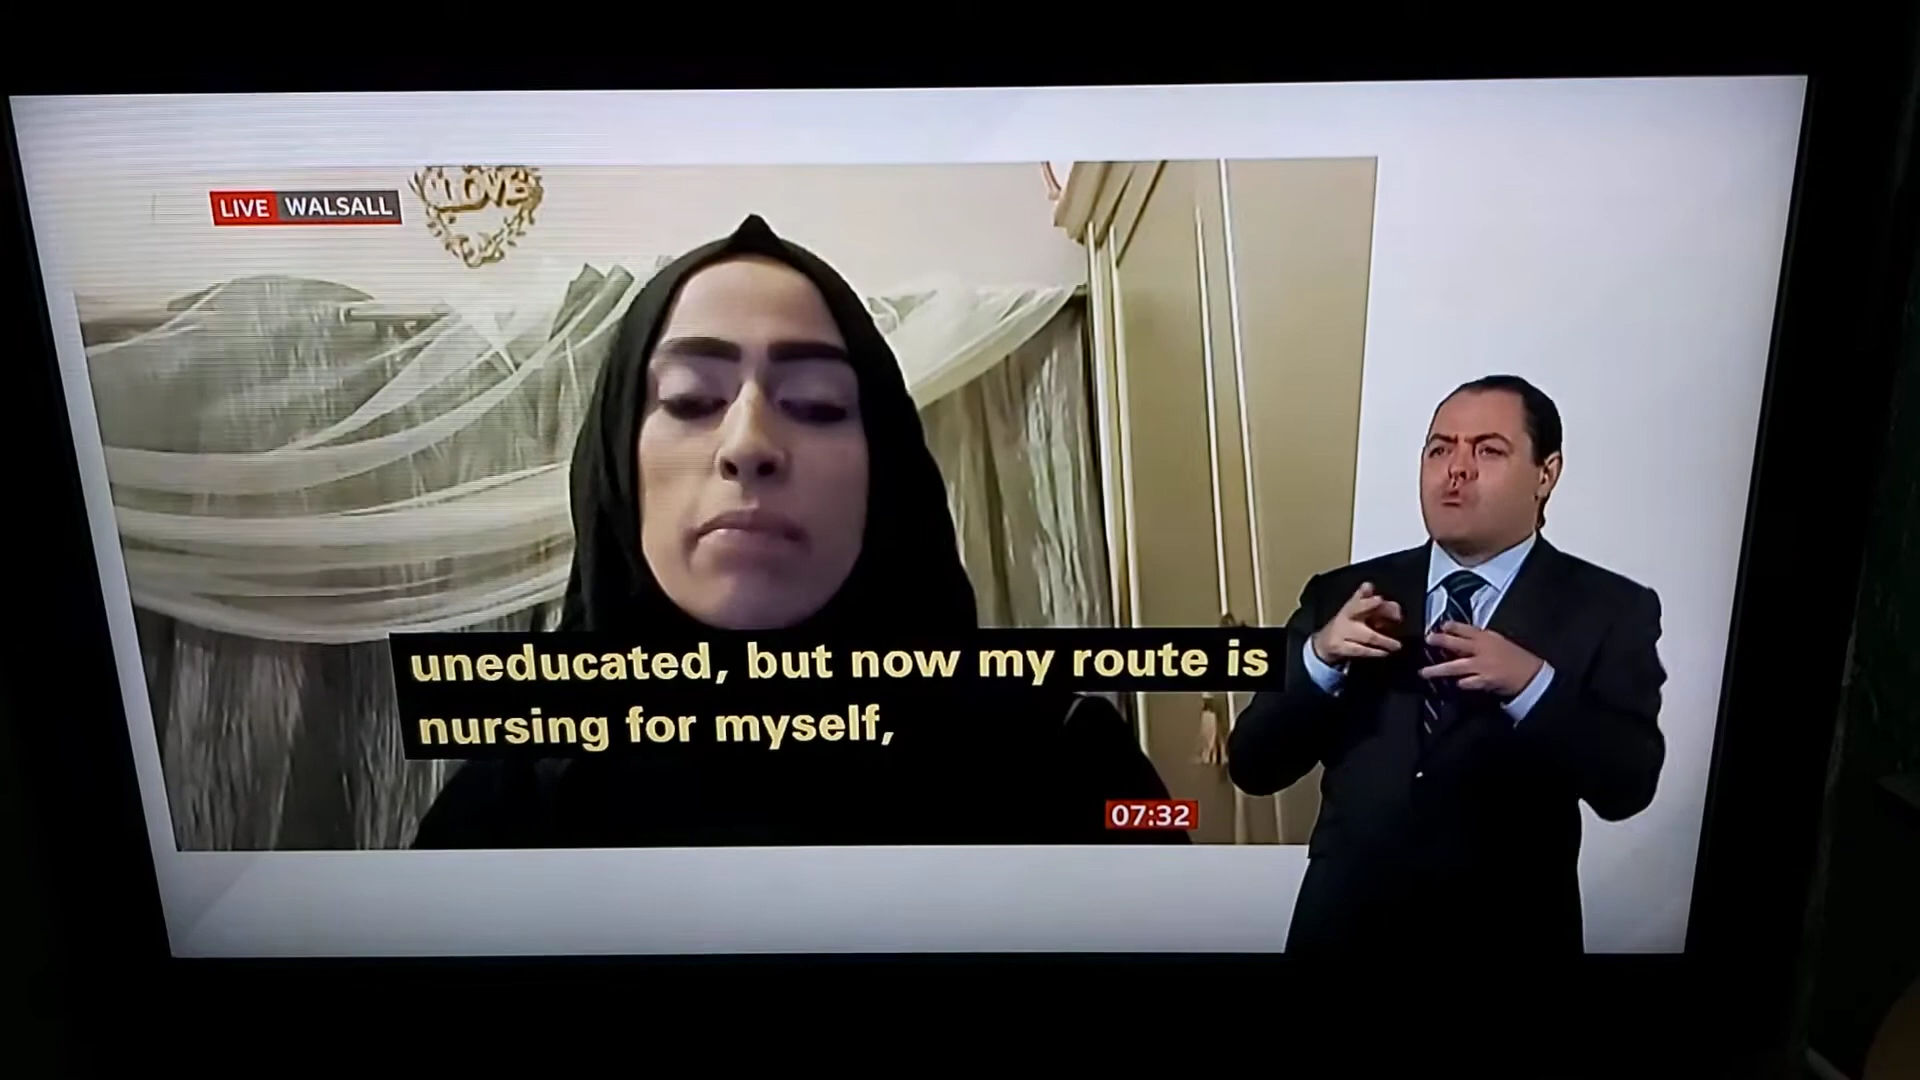 LOVE
LIVE WALSALL
uneducated, but now my route is
nursing for myself,
07:32